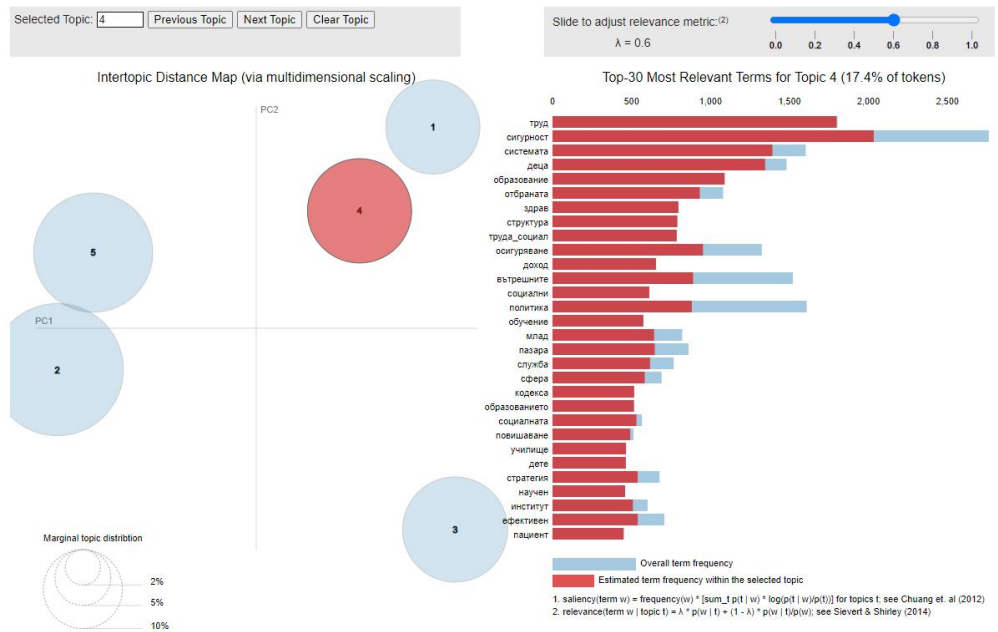 Selected Topic: 4 Previous Topic Next Topic Clear Topic
Slide to adjust relevance metric:(2)
λ = 0.6
0.0 0.2 0.4 0.6 0.8 1.0
Intertopic Distance Map (via multidimensional scaling)
PC2
PC1
1
4
5
2
3
Marginal topic distribtion
2%
5%
10%
Top-30 Most Relevant Terms for Topic 4 (17.4% of tokens)
0 500 1,000 1,500 2,000 2,500
труд
сигурност
системата
деца
образование
отбраната
здрав
структура
труда_социал
осигуряване
доход
вътрешните
социални
политика
обучение
млад
пазара
служба
сфера
кодекса
образованието
социалната
повишаване
училище
дете
стратегия
научен
институт
ефективен
пациент
Overall term frequency
Estimated term frequency within the selected topic
1. saliency(term w) = frequency(w) * [sum_t p(t | w) * log(p(t | w)/p(t))] for topics t; see Chuang et. al (2012)
2. relevance(term w | topic t) = λ * p(w | t) + (1 - λ) * p(w | t)/p(w); see Sievert & Shirley (2014)